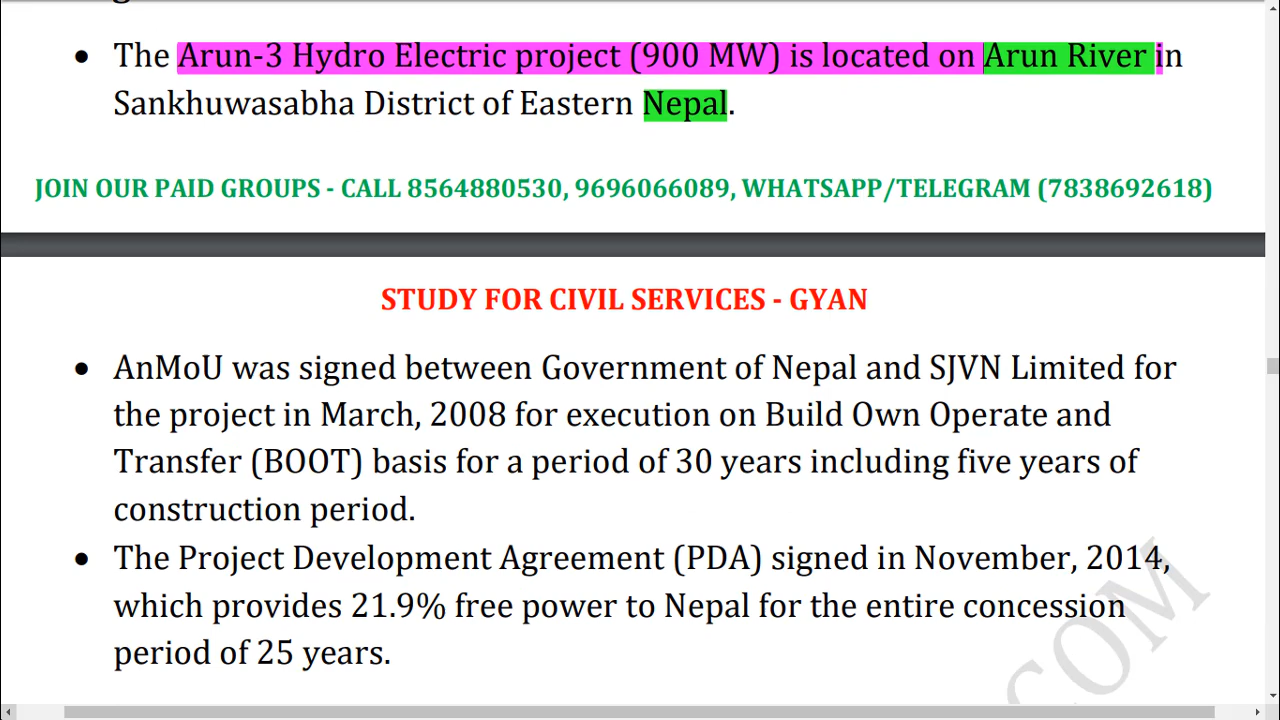 • The Arun-3 Hydro Electric project (900 MW) is located on Arun River in
Sankhuwasabha District of Eastern Nepal.
JOIN OUR PAID GROUPS - CALL 8564880530, 9696066089, WHATSAPP/TELEGRAM (7838692618)
STUDY FOR CIVIL SERVICES - GYAN
• AnMoU was signed between Government of Nepal and SJVN Limited for
the project in March, 2008 for execution on Build Own Operate and
Transfer (BOOT) basis for a period of 30 years including five years of
construction period.
• The Project Development Agreement (PDA) signed in November, 2014,
which provides 21.9% free power to Nepal for the entire concession
period of 25 years.
.COM